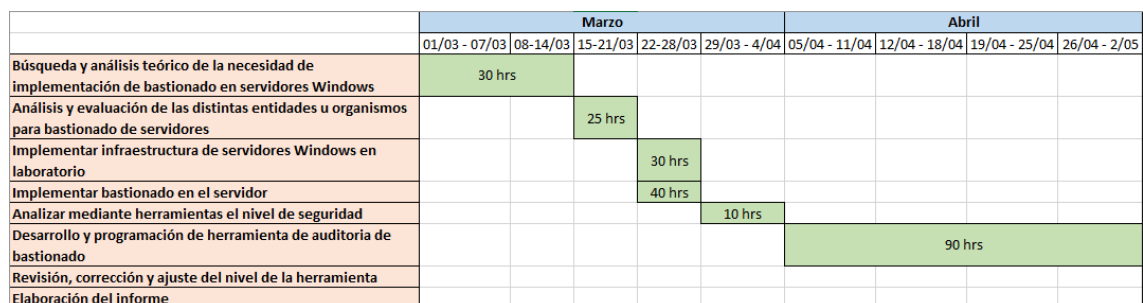 Marzo Abril
01/03 - 07/03 08-14/03 15-21/03 22-28/03 29/03 - 4/04 05/04 - 11/04 12/04 - 18/04 19/04 - 25/04 26/04 - 2/05
Búsqueda y análisis teórico de la necesidad de
implementación de bastionado en servidores Windows
30 hrs
Análisis y evaluación de las distintas entidades u organismos
para bastionado de servidores
25 hrs
Implementar infraestructura de servidores Windows en
laboratorio
30 hrs
Implementar bastionado en el servidor 40 hrs
Analizar mediante herramientas el nivel de seguridad 10 hrs
Desarrollo y programación de herramienta de auditoria de
bastionado
90 hrs
Revisión, corrección y ajuste del nivel de la herramienta
Elaboración del informe